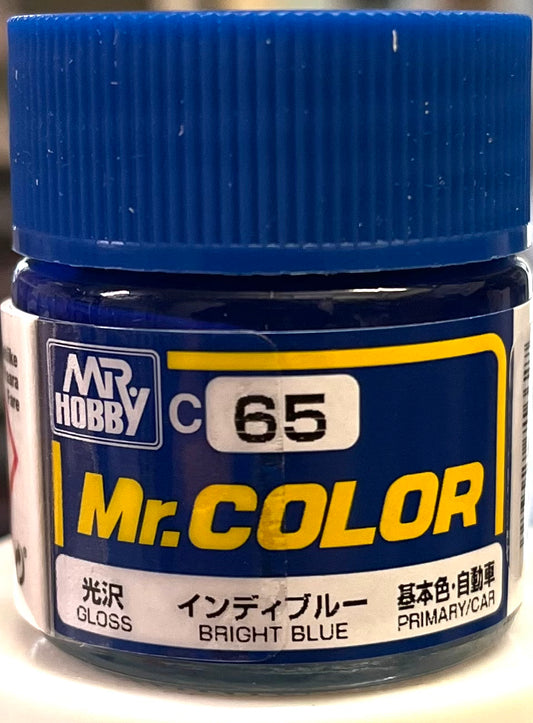 MR.
HOBBY
C 65
Mr.COLOR
光沢
GLOSS
インディブルー
BRIGHT BLUE
基本色・自動車
PRIMARY/CAR